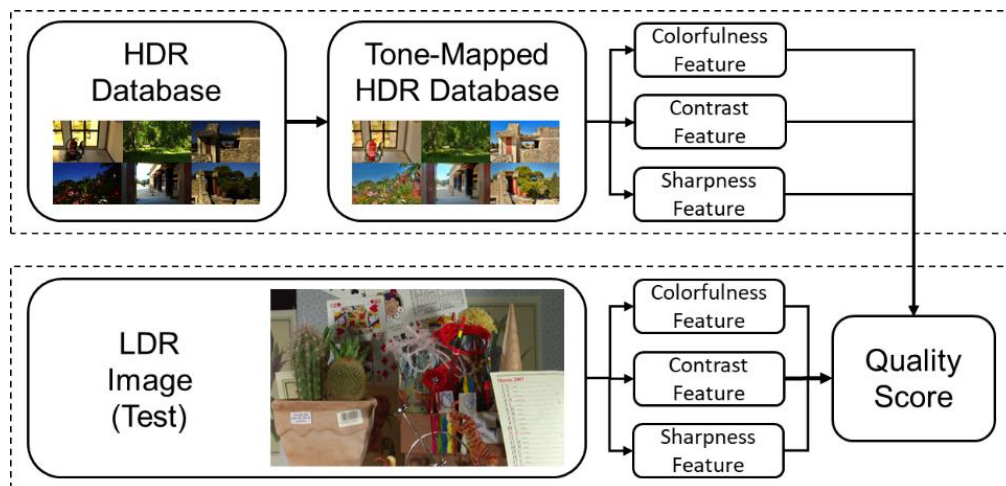 HDR
Database
Tone-Mapped
HDR Database
Colorfulness
Feature
Contrast
Feature
Sharpness
Feature
LDR
Image
(Test)
Colorfulness
Feature
Contrast
Feature
Sharpness
Feature
Quality
Score